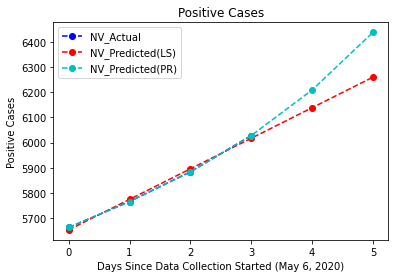 Positive Cases
NV_Actual
NV_Predicted(LS)
NV_Predicted(PR)
6400
6300
6200
6100
6000
5900
5800
5700
Positive Cases
0 1 2 3 4 5
Days Since Data Collection Started (May 6, 2020)